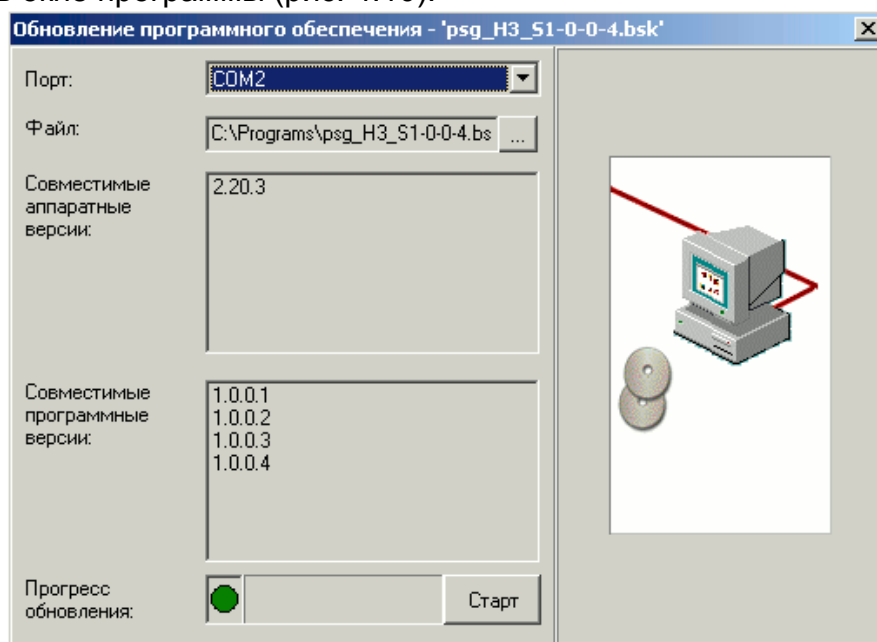 Обновление программного обеспечения - 'psg_H3_S1-0-0-4.bsk'
Порт:
COM2
Файл:
C:\Programs\psg_H3_S1-0-0-4.bs
...
Совместимые
аппаратные
версии:
2.20.3
Совместимые
программные
версии:
1.0.0.1
1.0.0.2
1.0.0.3
1.0.0.4
Прогресс
обновления:
Старт